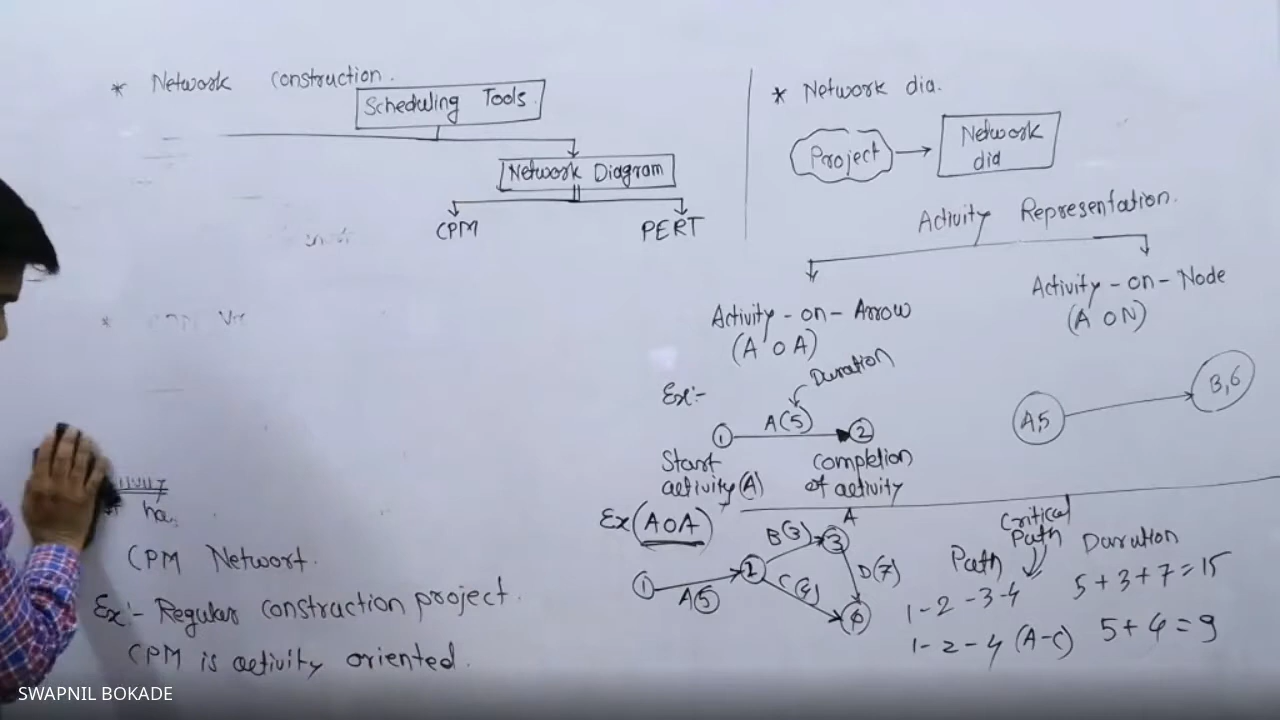 * Network construction.
Scheduling Tools
Network Diagram
CPM PERT
ha.
CPM Networt.
Ex:- Regular construction project.
CPM is activity oriented.
* Network dia.
Project
Network
dia
Activity Representation.
Activity-on-Arrow
(A o A)
Activity-on-Node
(A o N)
Ex:-
Duration
1 A(5) 2
Start
activity (A)
completion
of activity
A,5 B,6
Ex (AOA)
1 A(5) 2 B(3) 3 A
C(4) D(7) 4
Critical
Path
Path Duration
1-2-3-4 5+3+7=15
1-2-4 (A-C) 5+4=9
SWAPNIL BOKADE